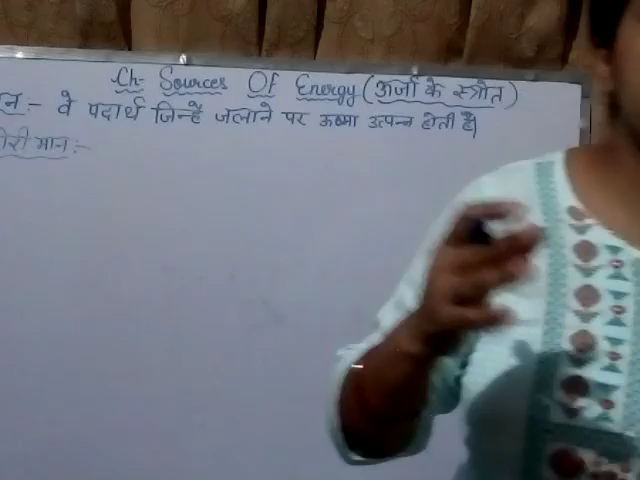 Ch- Sources Of Energy (ऊर्जा के स्त्रोत)
न :- वे पदार्थ जिन्हें जलाने पर ऊष्मा उत्पन्न होती है|
ोरी मान :-